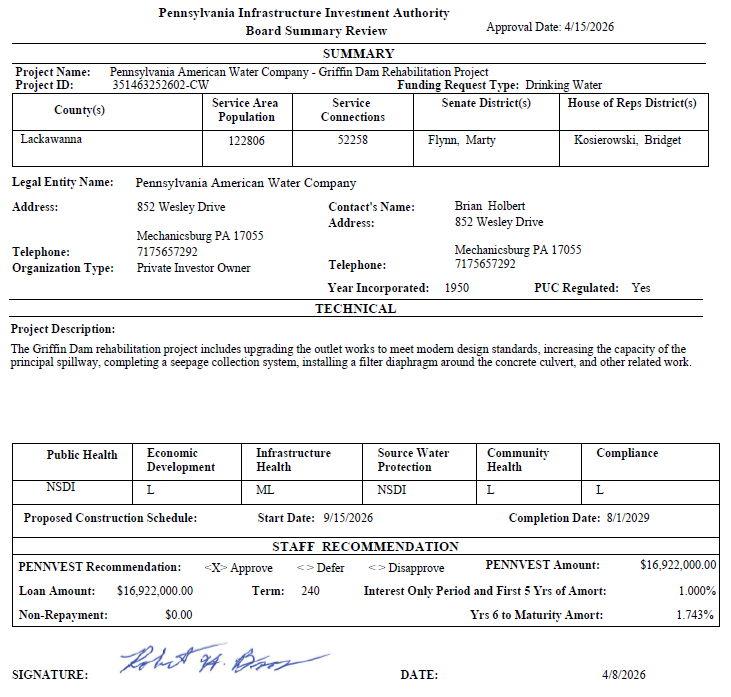 Pennsylvania Infrastructure Investment Authority
Board Summary Review
Approval Date: 4/15/2026
SUMMARY
Project Name: Pennsylvania American Water Company - Griffin Dam Rehabilitation Project
Project ID: 351463252602-CW Funding Request Type: Drinking Water
County(s) Service Area Population Service Connections Senate District(s) House of Reps District(s)
Lackawanna 122806 52258 Flynn, Marty Kosierowski, Bridget
Legal Entity Name: Pennsylvania American Water Company
Address: 852 Wesley Drive Contact's Name: Brian Holbert
Address: 852 Wesley Drive
Mechanicsburg PA 17055 Mechanicsburg PA 17055
Telephone: 7175657292 Telephone: 7175657292
Organization Type: Private Investor Owner
Year Incorporated: 1950 PUC Regulated: Yes
TECHNICAL
Project Description:
The Griffin Dam rehabilitation project includes upgrading the outlet works to meet modern design standards, increasing the capacity of the
principal spillway, completing a seepage collection system, installing a filter diaphragm around the concrete culvert, and other related work.
Public Health Economic Development Infrastructure Health Source Water Protection Community Health Compliance
NSDI L ML NSDI L L
Proposed Construction Schedule: Start Date: 9/15/2026 Completion Date: 8/1/2029
STAFF RECOMMENDATION
PENNVEST Recommendation: <X> Approve < > Defer < > Disapprove PENNVEST Amount: $16,922,000.00
Loan Amount: $16,922,000.00 Term: 240 Interest Only Period and First 5 Yrs of Amort: 1.000%
Non-Repayment: $0.00 Yrs 6 to Maturity Amort: 1.743%
SIGNATURE: DATE: 4/8/2026